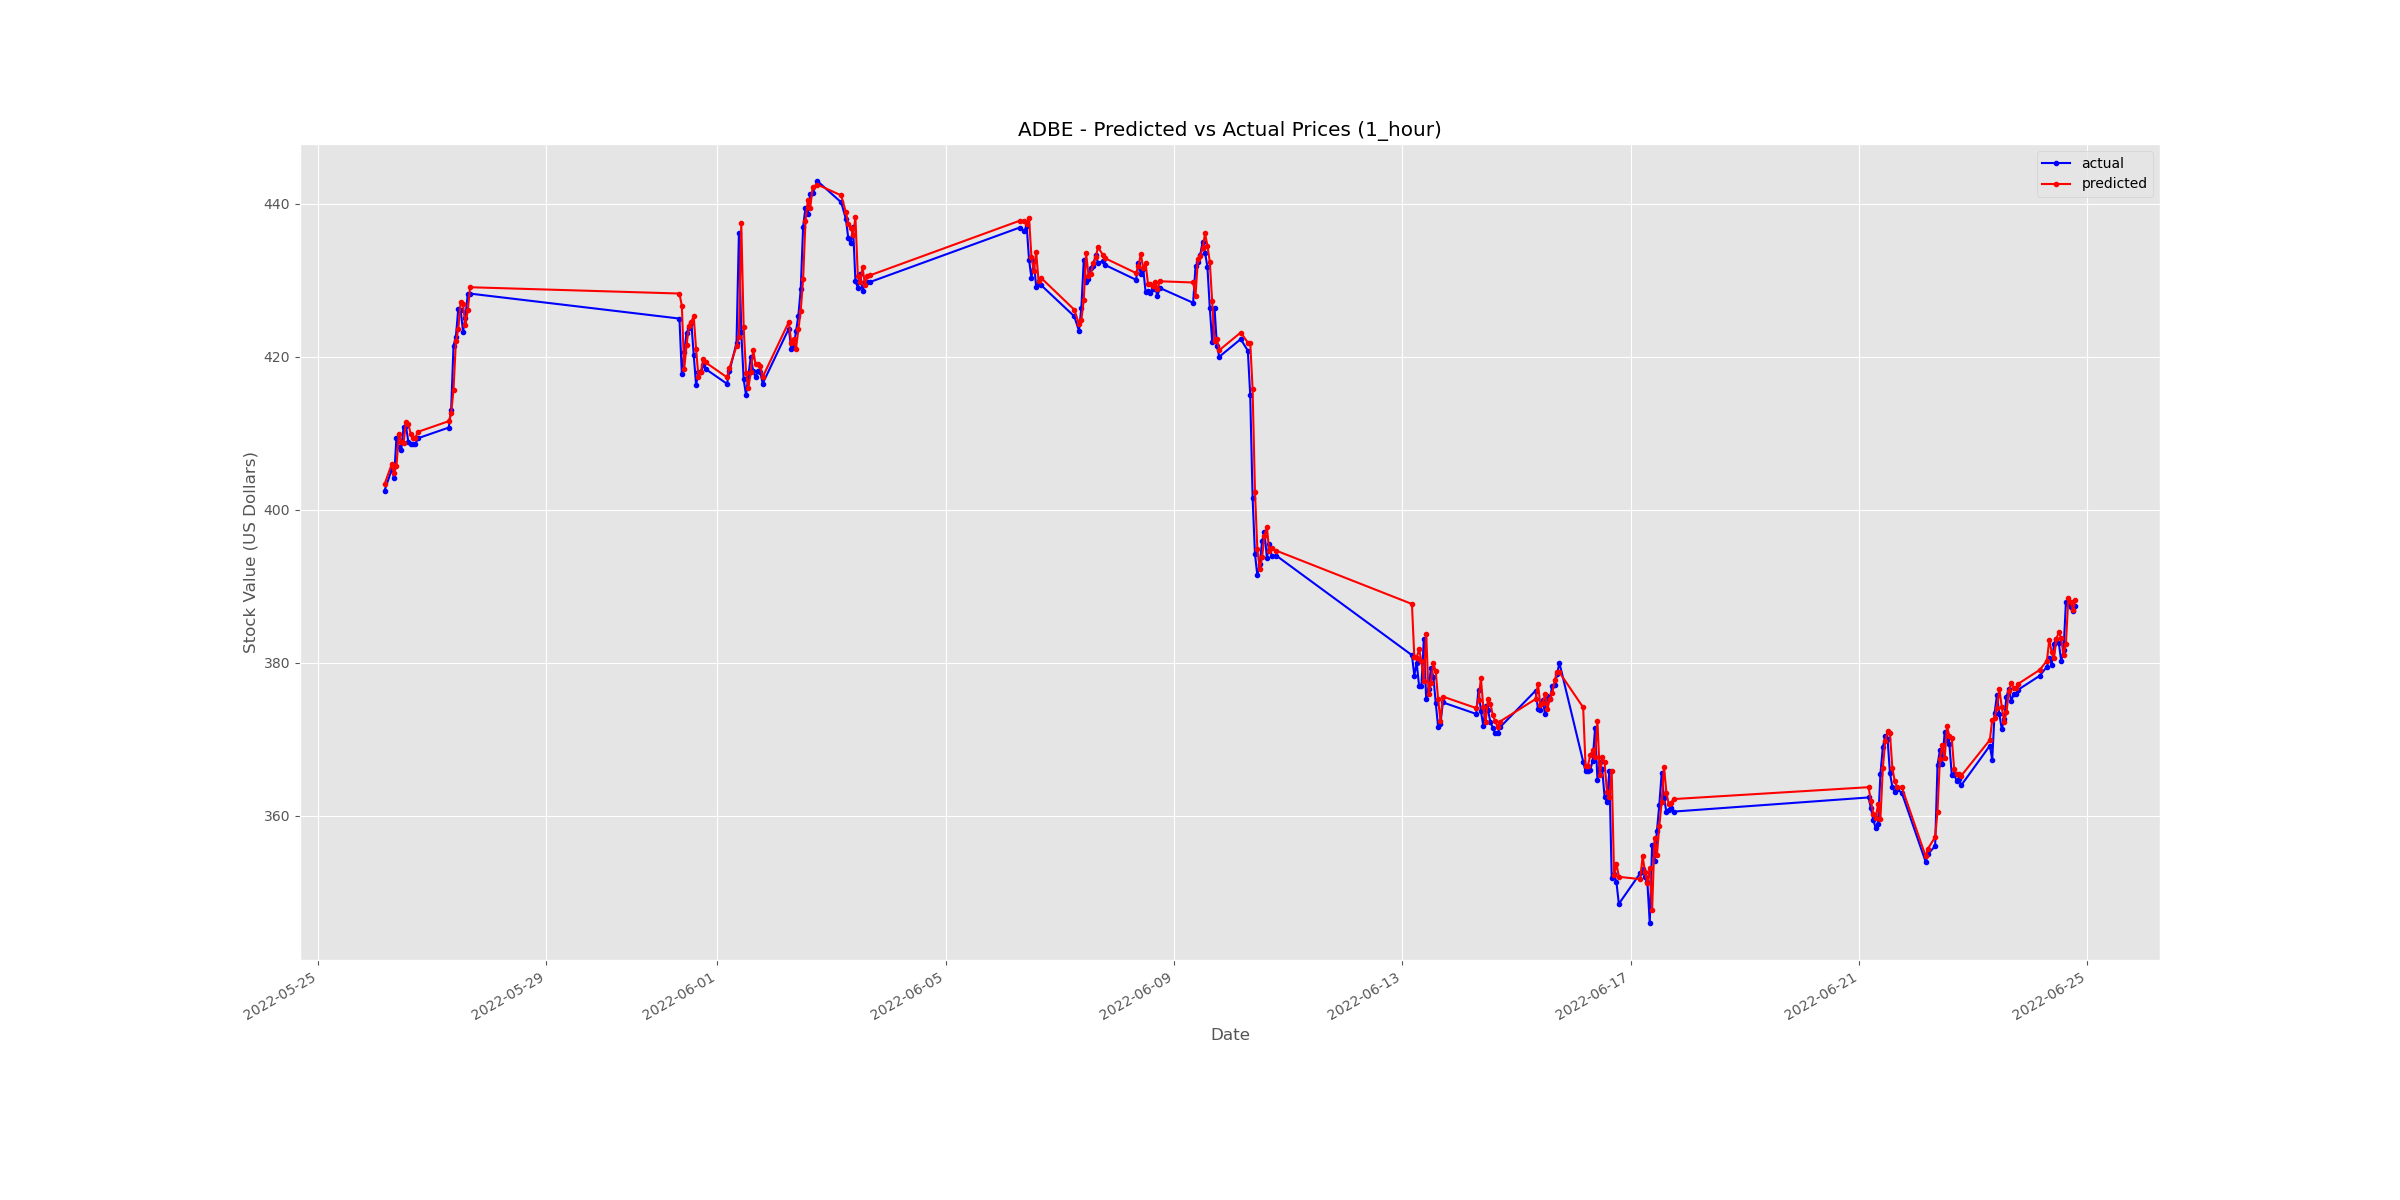 ADBE - Predicted vs Actual Prices (1_hour)
actual
predicted
Stock Value (US Dollars)
440
420
400
380
360
2022-05-25
2022-05-29
2022-06-01
2022-06-05
2022-06-09
2022-06-13
2022-06-17
2022-06-21
2022-06-25
Date